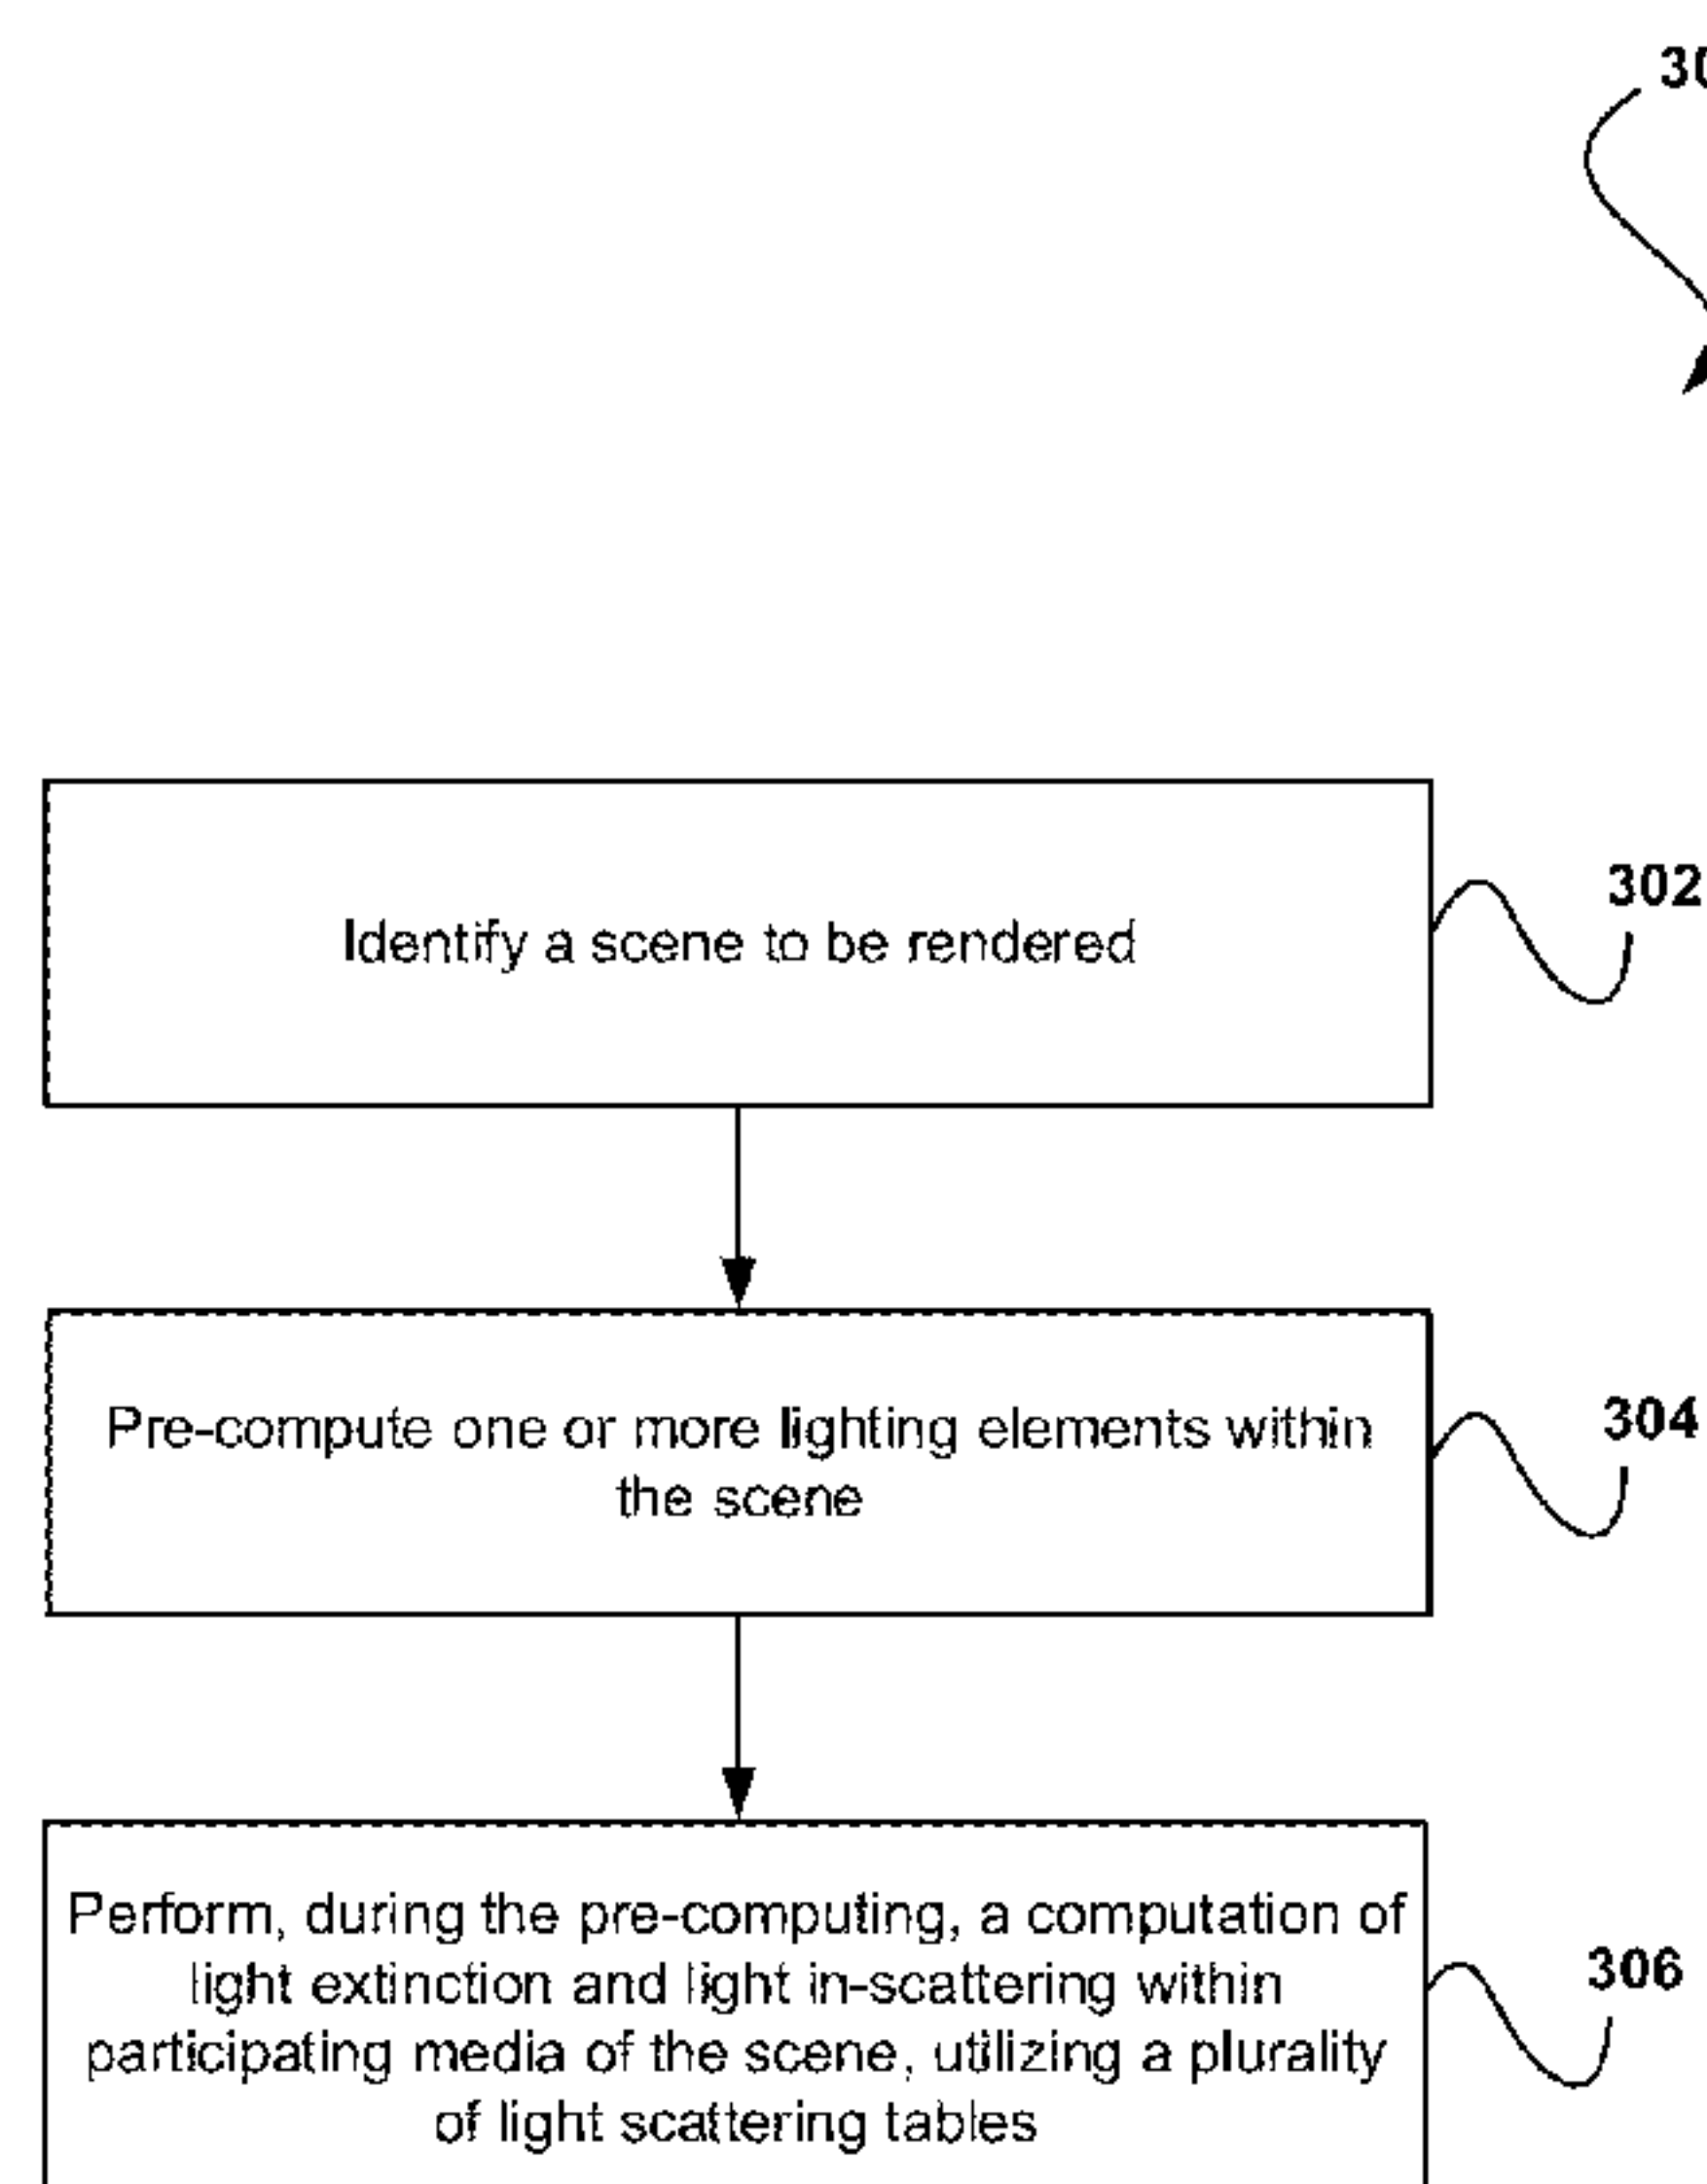 Identify a scene to be rendered
302
Pre-compute one or more lighting elements within
the scene
304
Perform, during the pre-computing, a computation of
light extinction and light in-scattering within
participating media of the scene, utilizing a plurality
of light scattering tables
306